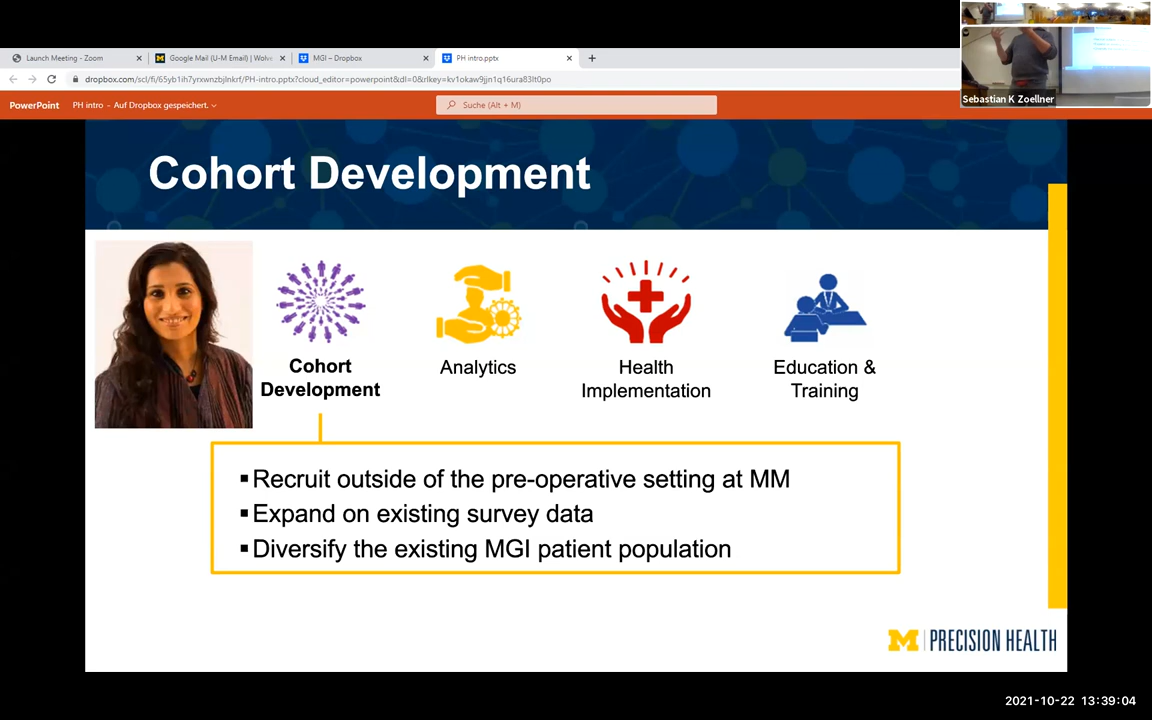 Launch Meeting - Zoom
Google Mail (U-M Email) | Wolve
MGI – Dropbox
PH intro.pptx
dropbox.com/scl/fi/65yb1ih7yrxwnzbjlnkrf/PH-intro.pptx?cloud_editor=powerpoint&dl=0&rlkey=kv1okaw9jjn1q16ura83lt0po
PowerPoint
PH intro - Auf Dropbox gespeichert.
Suche (Alt + M)
Sebastian K Zoellner
Cohort Development
Cohort
Development
Analytics
Health
Implementation
Education &
Training
▪Recruit outside of the pre-operative setting at MM
▪Expand on existing survey data
▪Diversify the existing MGI patient population
M | PRECISION HEALTH
2021-10-22 13:39:04